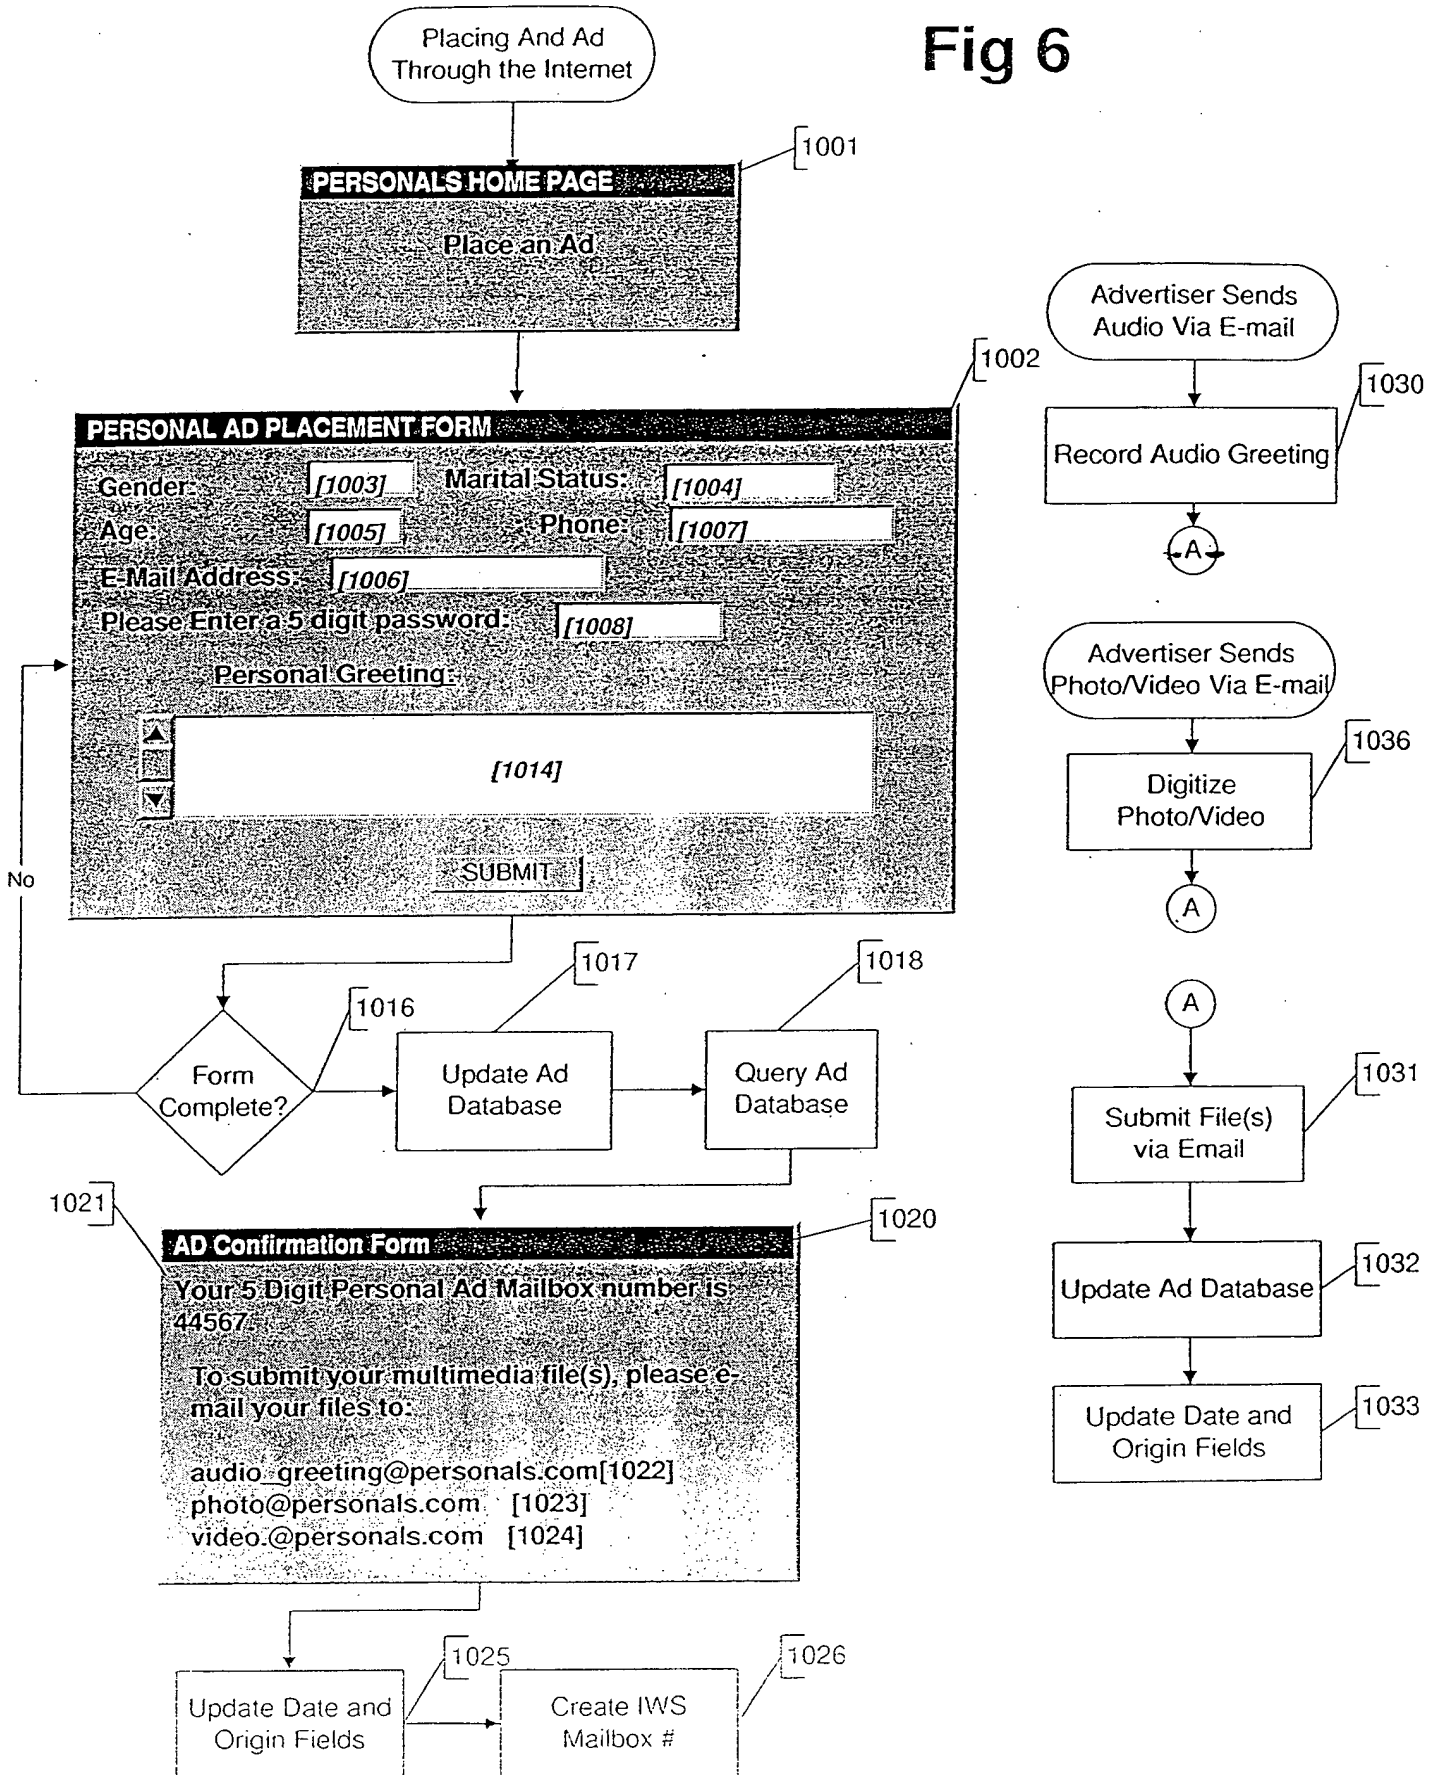 Placing And Ad
Through the Internet
Fig 6
1001
PERSONALS HOME PAGE
Place an Ad
1002
PERSONAL AD PLACEMENT FORM
Gender:
[1003]
Marital Status:
[1004]
Age:
[1005]
Phone:
[1007]
E-Mail Address:
[1006]
Please Enter a 5 digit password:
[1008]
Personal Greeting:
[1014]
SUBMIT
No
Form
Complete?
1016
Update Ad
Database
1017
Query Ad
Database
1018
1021
1020
AD Confirmation Form
Your 5 Digit Personal Ad Mailbox number is
44567.
To submit your multimedia file(s), please e-
mail your files to:
audio_greeting@personals.com[1022]
photo@personals.com [1023]
video.@personals.com [1024]
Update Date and
Origin Fields
1025
Create IWS
Mailbox #
1026
Advertiser Sends
Audio Via E-mail
1030
Record Audio Greeting
A
Advertiser Sends
Photo/Video Via E-mail
1036
Digitize
Photo/Video
A
A
1031
Submit File(s)
via Email
1032
Update Ad Database
1033
Update Date and
Origin Fields